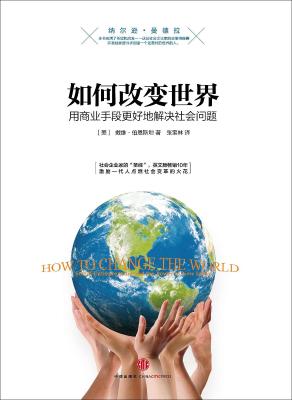 纳尔逊·曼德拉
如何改变世界
用商业手段更好地解决社会问题
[美] 戴维·伯恩斯坦 著 张宝林 译
社会企业家的“圣经”，英文版畅销10年
激励一代人点燃社会变革的火花
HOW TO CHANGE THE WORLD
中信出版社